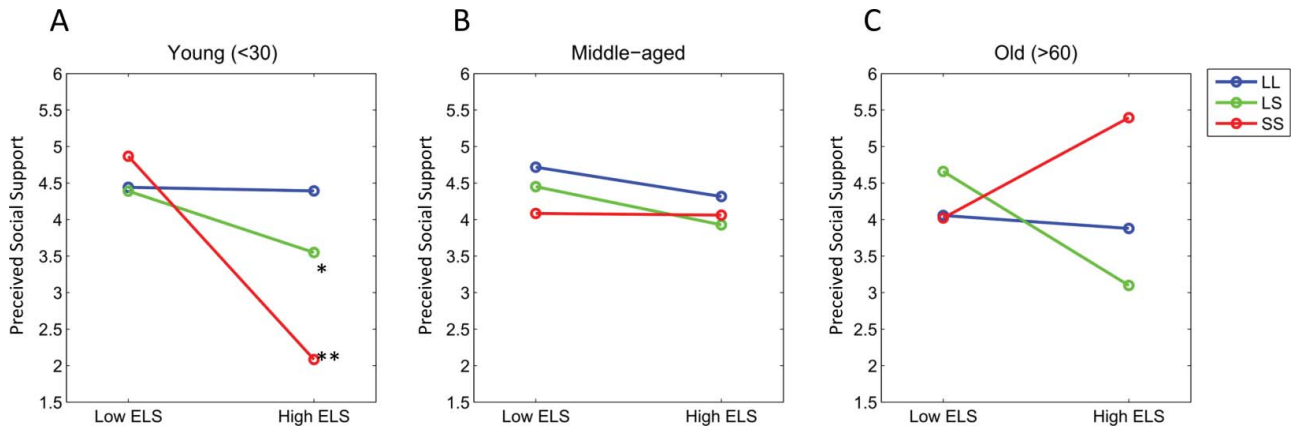 A
Young (<30)
Preceived Social Support
6
5.5
5
4.5
4
3.5
3
2.5
2
1.5
*
**
Low ELS
High ELS
B
Middle-aged
Preceived Social Support
6
5.5
5
4.5
4
3.5
3
2.5
2
1.5
Low ELS
High ELS
C
Old (>60)
Preceived Social Support
6
5.5
5
4.5
4
3.5
3
2.5
2
1.5
Low ELS
High ELS
LL
LS
SS